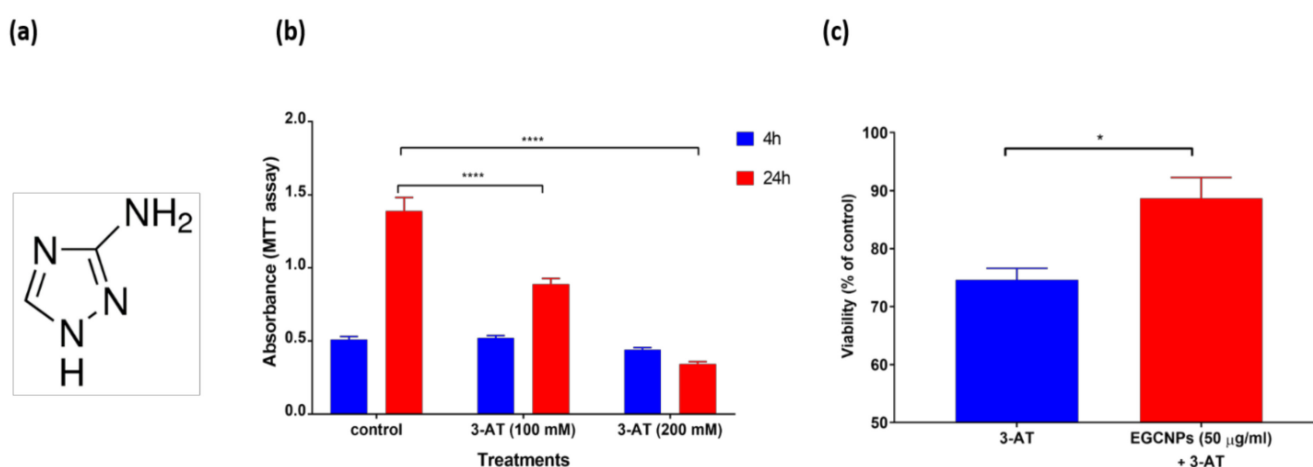 (a)
(b)
(c)
NH2
N
N
N
H
2.0
1.5
1.0
0.5
0.0
Absorbance (MTT assay)
****
****
4h
24h
control
3-AT (100 mM)
3-AT (200 mM)
Treatments
100
90
80
70
60
50
Viability (% of control)
*
3-AT
EGCNPs (50 µg/ml)
+ 3-AT